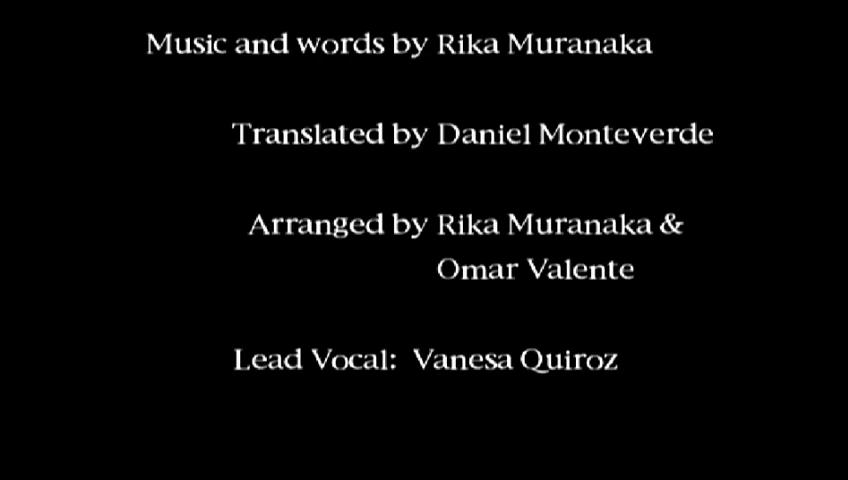 Music and words by Rika Muranaka
Translated by Daniel Monteverde
Arranged by Rika Muranaka &
Omar Valente
Lead Vocal: Vanesa Quiroz